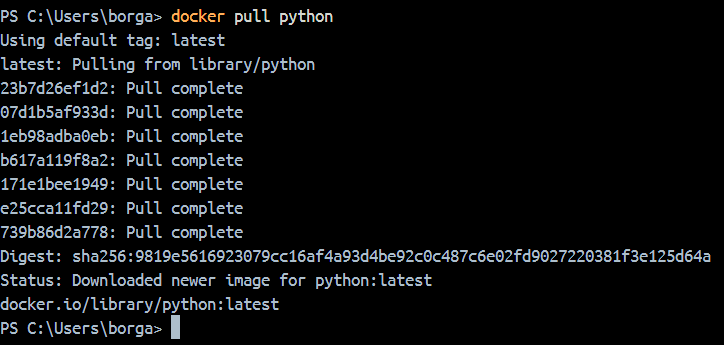 PS C:\Users\borga> docker pull python
Using default tag: latest
latest: Pulling from library/python
23b7d26ef1d2: Pull complete
07d1b5af933d: Pull complete
1eb98adba0eb: Pull complete
b617a119f8a2: Pull complete
171e1bee1949: Pull complete
e25cca11fd29: Pull complete
739b86d2a778: Pull complete
Digest: sha256:9819e5616923079cc16af4a93d4be92c0c487c6e02fd9027220381f3e125d64a
Status: Downloaded newer image for python:latest
docker.io/library/python:latest
PS C:\Users\borga>